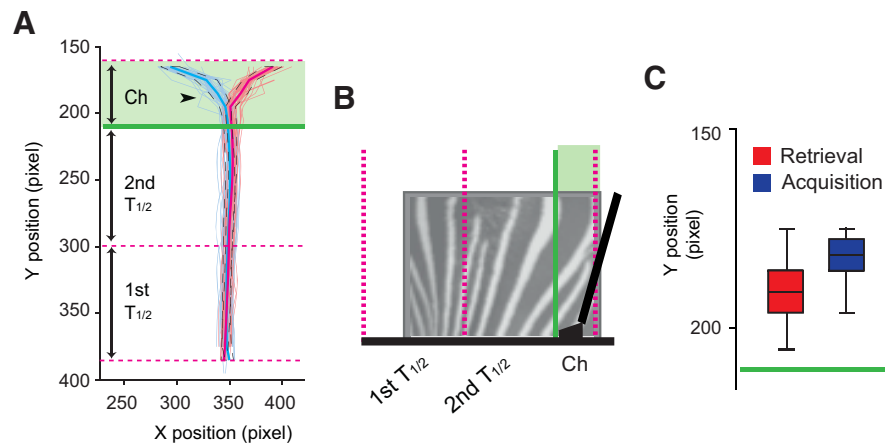 A
150
200
250
300
350
400
Y position (pixel)
Ch
2nd
T1/2
1st
T1/2
250
300
350
400
X position (pixel)
B
1st T1/2
2nd T1/2
Ch
C
150
200
Y position
(pixel)
Retrieval
Acquisition